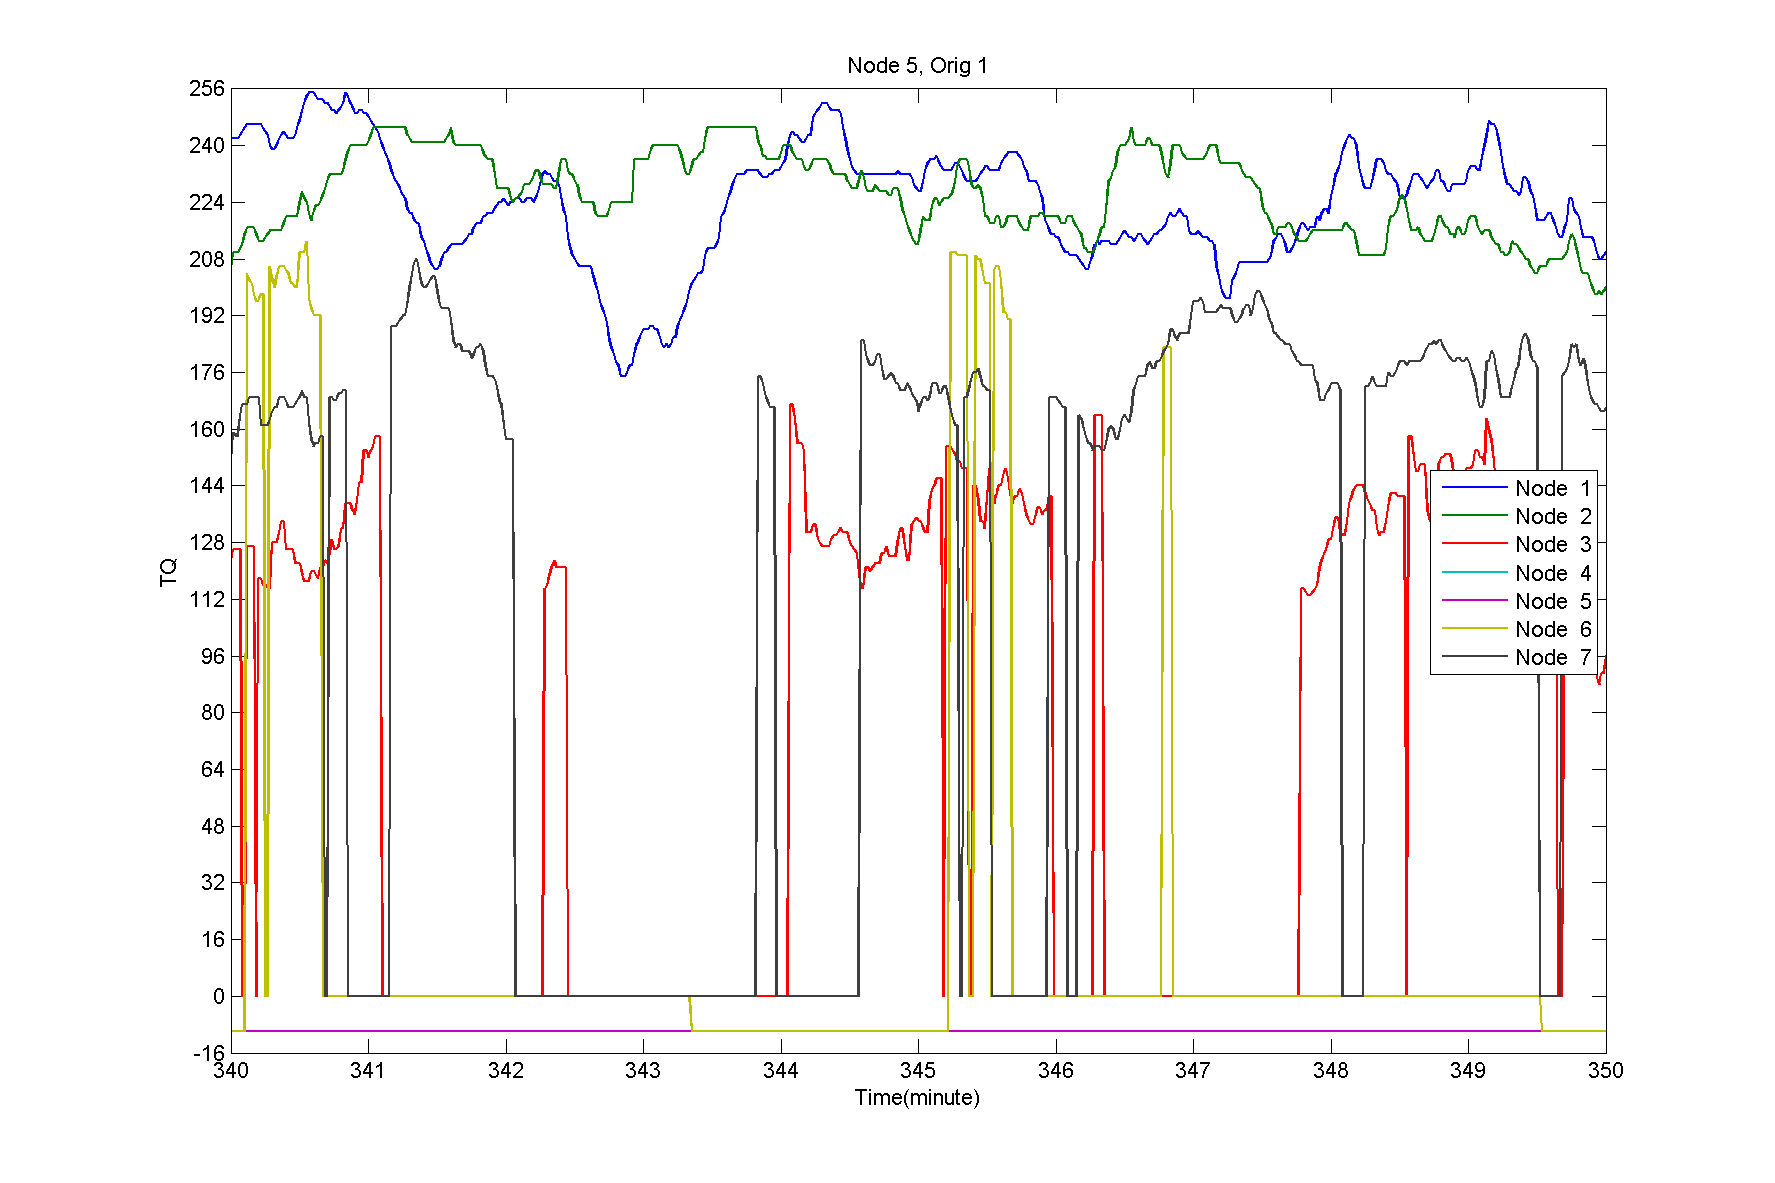 Node 5, Orig 1
256
240
224
208
192
176
160
144
128
112
96
80
64
48
32
16
0
-16
TQ
340 341 342 343 344 345 346 347 348 349 350
Time(minute)
Node 1
Node 2
Node 3
Node 4
Node 5
Node 6
Node 7